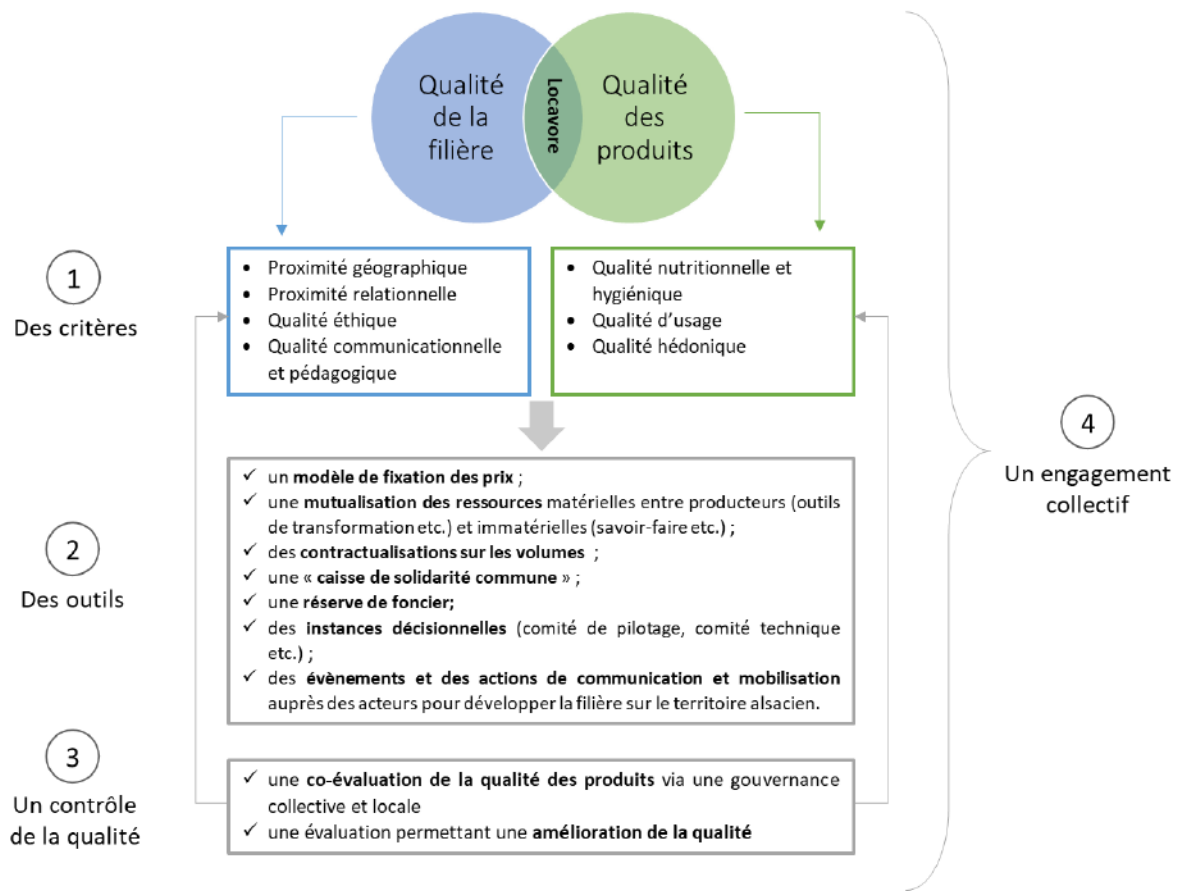 Qualité
de la
filière
Locavore
Qualité
des
produits
1
Des critères
• Proximité géographique
• Proximité relationnelle
• Qualité éthique
• Qualité communicationnelle
et pédagogique
• Qualité nutritionnelle et
hygiénique
• Qualité d’usage
• Qualité hédonique
2
Des outils
✓ un modèle de fixation des prix ;
✓ une mutualisation des ressources matérielles entre producteurs (outils
de transformation etc.) et immatérielles (savoir-faire etc.) ;
✓ des contractualisations sur les volumes ;
✓ une « caisse de solidarité commune » ;
✓ une réserve de foncier;
✓ des instances décisionnelles (comité de pilotage, comité technique
etc.) ;
✓ des évènements et des actions de communication et mobilisation
auprès des acteurs pour développer la filière sur le territoire alsacien.
3
Un contrôle
de la qualité
✓ une co-évaluation de la qualité des produits via une gouvernance
collective et locale
✓ une évaluation permettant une amélioration de la qualité
4
Un engagement
collectif